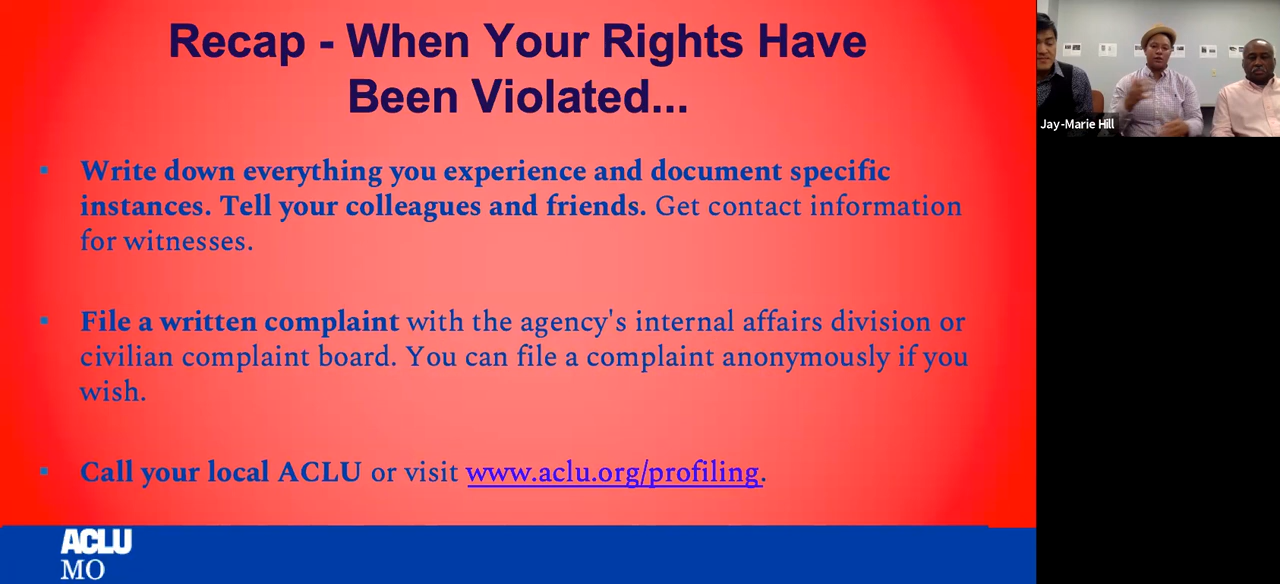 Recap - When Your Rights Have
Been Violated...
• Write down everything you experience and document specific
instances. Tell your colleagues and friends. Get contact information
for witnesses.
• File a written complaint with the agency's internal affairs division or
civilian complaint board. You can file a complaint anonymously if you
wish.
• Call your local ACLU or visit www.aclu.org/profiling.
ACLU
MO
Jay-Marie Hill